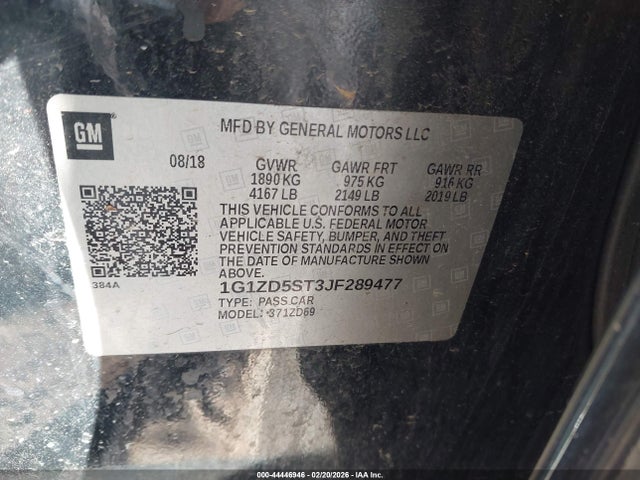 GM
MFD BY GENERAL MOTORS LLC
08/18 GVWR GAWR FRT GAWR RR
1890 KG 975 KG 916 KG
4167 LB 2149 LB 2019 LB
THIS VEHICLE CONFORMS TO ALL
APPLICABLE U.S. FEDERAL MOTOR
VEHICLE SAFETY, BUMPER, AND THEFT
PREVENTION STANDARDS IN EFFECT ON
THE DATE OF MANUFACTURE SHOWN
ABOVE.
384A
1G1ZD5ST3JF289477
TYPE: PASS.CAR
MODEL: *371ZD69
000-44446946 - 02/20/2026 - IAA Inc.